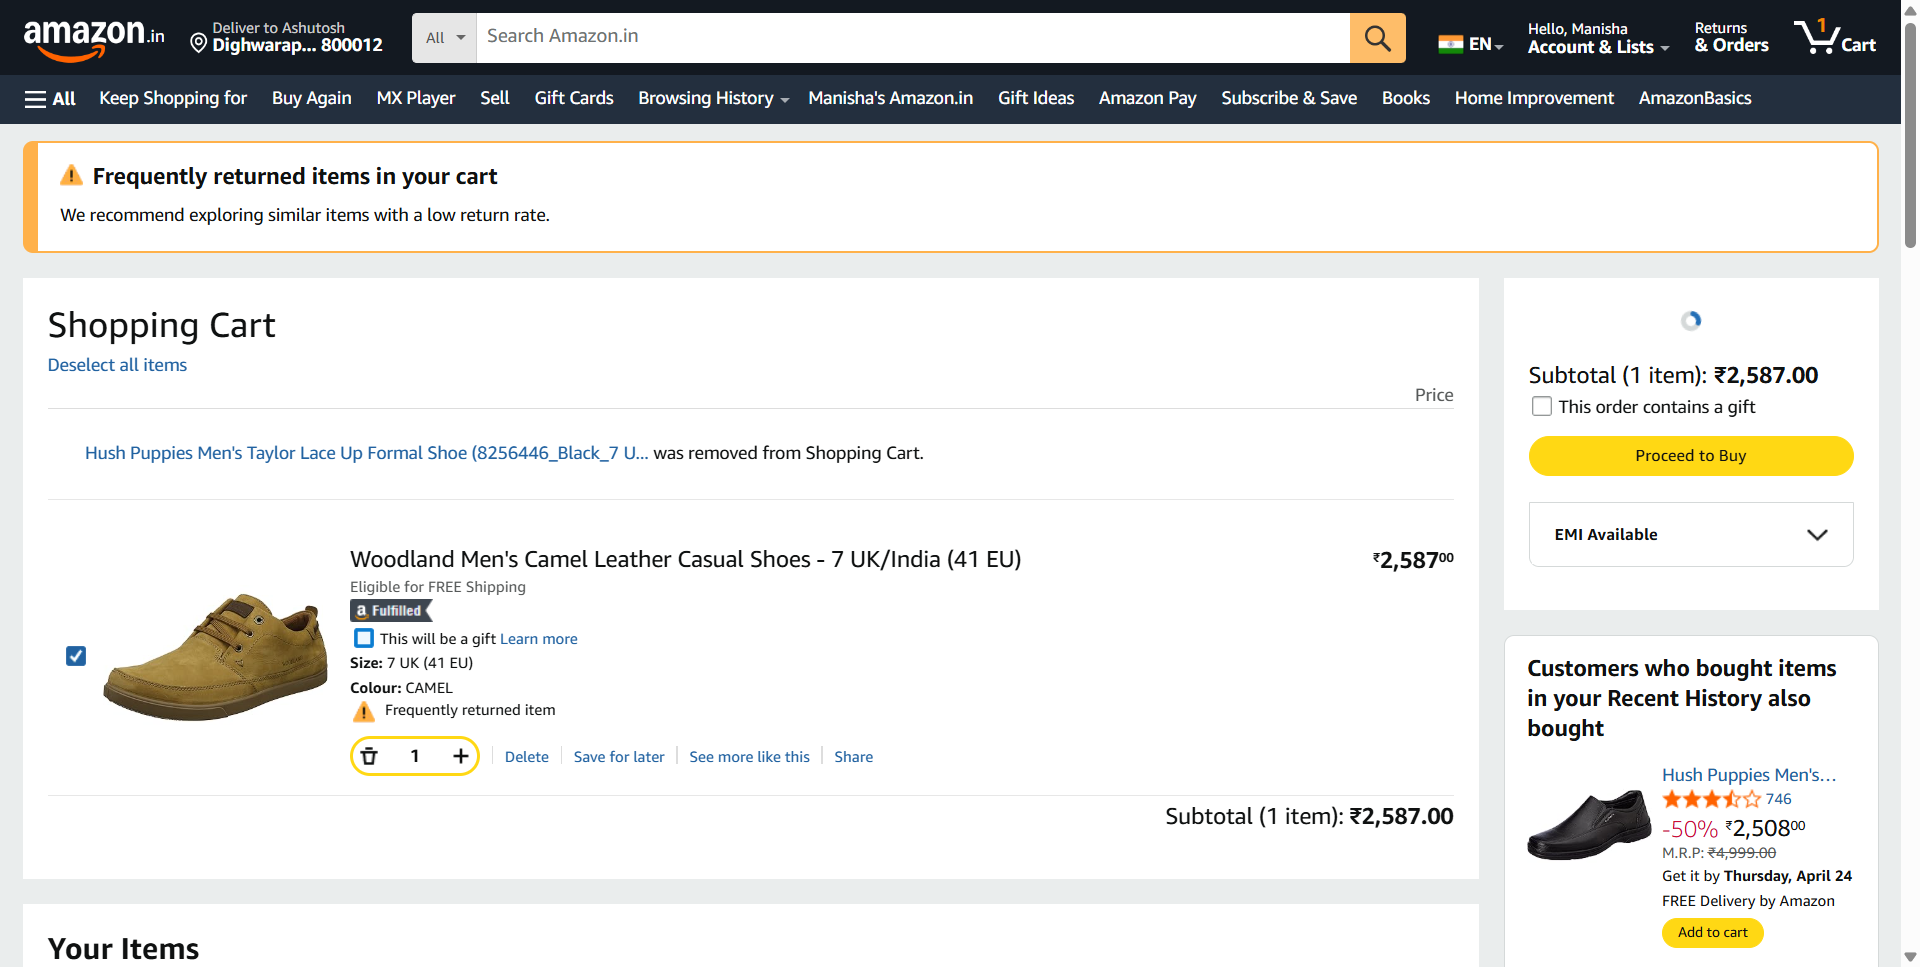 amazon.in
Deliver to Ashutosh
Dighwarap... 800012
All
Search Amazon.in
EN
Hello, Manisha
Account & Lists
Returns
& Orders
1
Cart
All
Keep Shopping for
Buy Again
MX Player
Sell
Gift Cards
Browsing History
Manisha's Amazon.in
Gift Ideas
Amazon Pay
Subscribe & Save
Books
Home Improvement
AmazonBasics
Frequently returned items in your cart
We recommend exploring similar items with a low return rate.
Shopping Cart
Deselect all items
Price
Hush Puppies Men's Taylor Lace Up Formal Shoe (8256446_Black_7 U... was removed from Shopping Cart.
Woodland Men's Camel Leather Casual Shoes - 7 UK/India (41 EU)
₹2,58700
Eligible for FREE Shipping
a Fulfilled
This will be a gift Learn more
Size: 7 UK (41 EU)
Colour: CAMEL
Frequently returned item
1
Delete
Save for later
See more like this
Share
Subtotal (1 item): ₹2,587.00
Your Items
Subtotal (1 item): ₹2,587.00
This order contains a gift
Proceed to Buy
EMI Available
Customers who bought items
in your Recent History also
bought
Hush Puppies Men's...
746
-50% ₹2,50800
M.R.P: ₹4,999.00
Get it by Thursday, April 24
FREE Delivery by Amazon
Add to cart